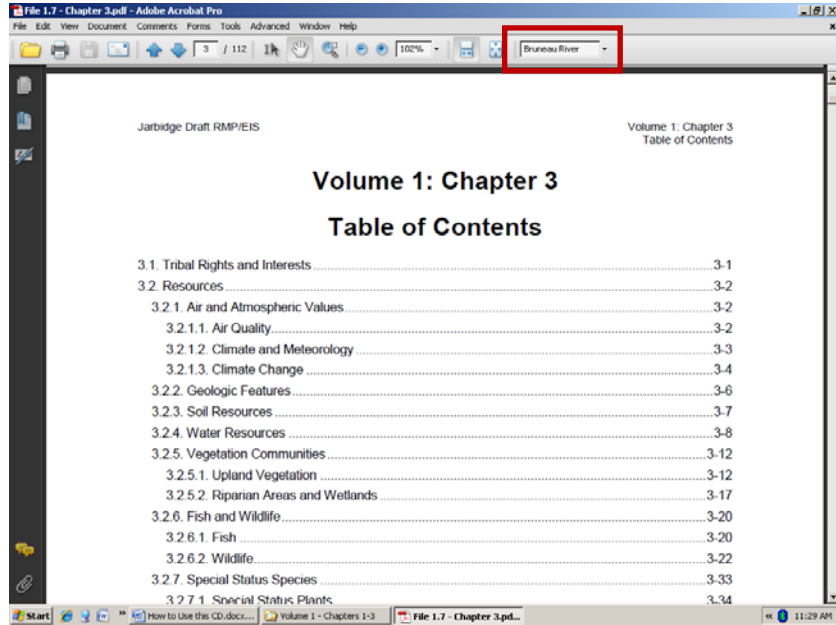 File 1.7 - Chapter 3.pdf - Adobe Acrobat Pro
File Edit View Document Comments Forms Tools Advanced Window Help
3 / 112 102% Bruneau River
Jarbidge Draft RMP/EIS Volume 1: Chapter 3
Table of Contents
Volume 1: Chapter 3
Table of Contents
3.1. Tribal Rights and Interests 3-1
3.2. Resources 3-2
3.2.1. Air and Atmospheric Values 3-2
3.2.1.1. Air Quality 3-2
3.2.1.2. Climate and Meteorology 3-3
3.2.1.3. Climate Change 3-4
3.2.2. Geologic Features 3-6
3.2.3. Soil Resources 3-7
3.2.4. Water Resources 3-8
3.2.5. Vegetation Communities 3-12
3.2.5.1. Upland Vegetation 3-12
3.2.5.2. Riparian Areas and Wetlands 3-17
3.2.6. Fish and Wildlife 3-20
3.2.6.1. Fish 3-20
3.2.6.2. Wildlife 3-22
3.2.7. Special Status Species 3-33
3.2.7.1. Special Status Plants 3-34
Start How to Use this CD.docx... Volume 1 - Chapters 1-3 File 1.7 - Chapter 3.pd... 11:29 AM